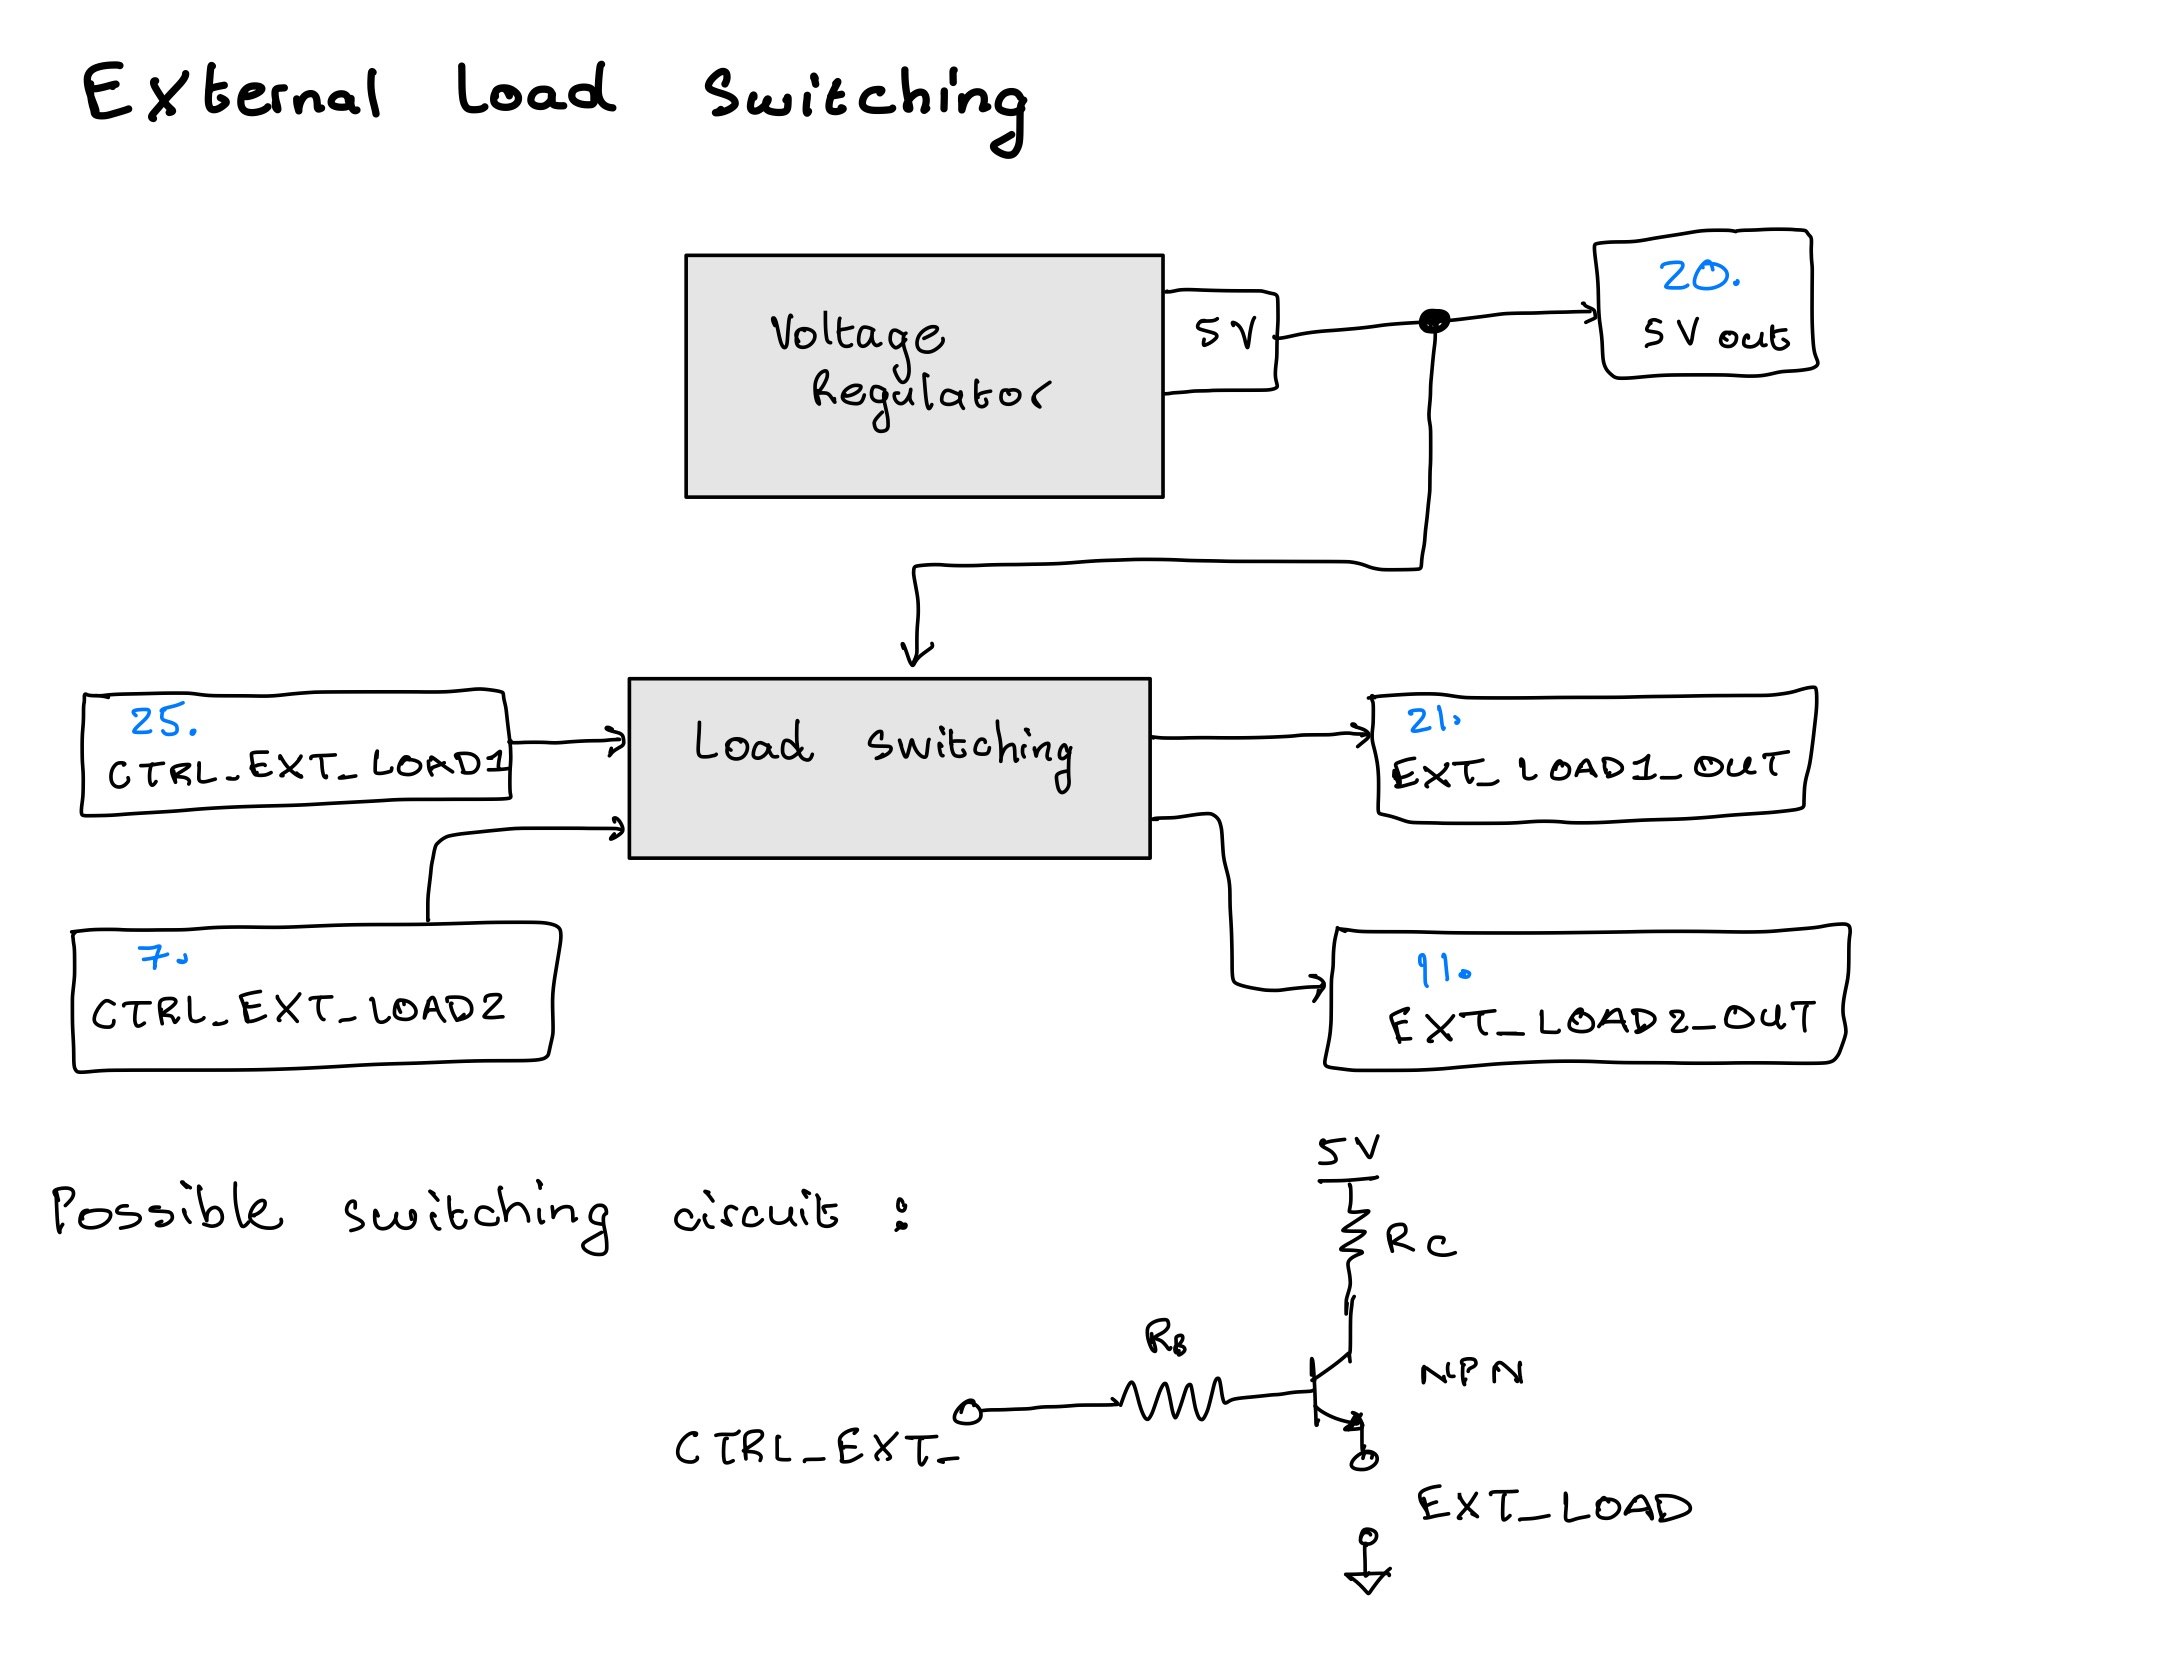 External Load Switching
Voltage
Regulator
5V
20.
5V out
25.
CTRL_EXT_LOAD1
Load switching
21.
EXT_LOAD1_OUT
7.
CTRL_EXT_LOAD2
91.
EXT_LOAD2_OUT
Possible switching circuit :
5V
RC
RB
NPN
CTRL_EXT_
EXT_LOAD